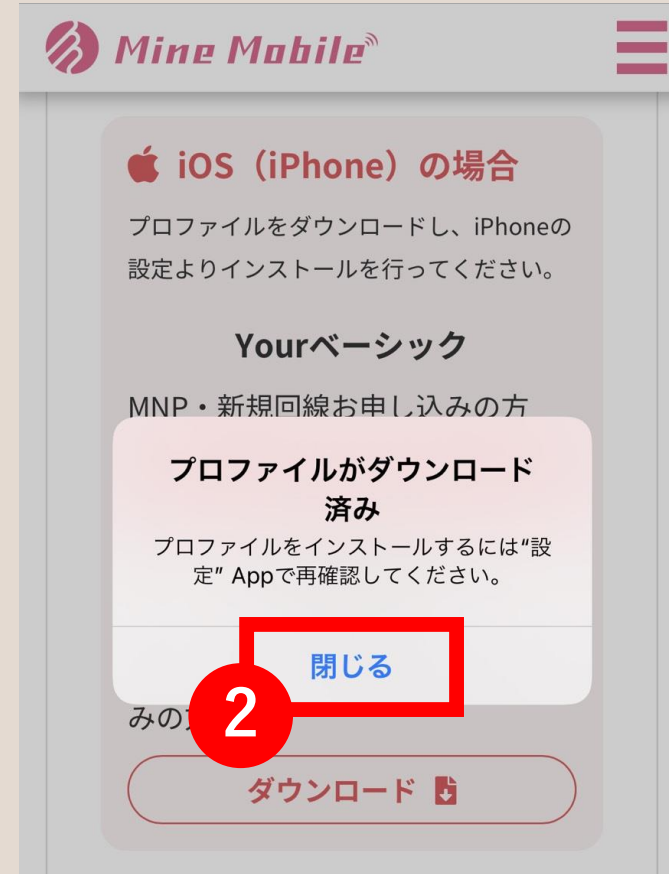 Mine Mobile
iOS（iPhone）の場合
プロファイルをダウンロードし、iPhoneの
設定よりインストールを行ってください。
Yourベーシック
MNP・新規回線お申し込みの方
プロファイルがダウンロード
済み
プロファイルをインストールするには“設
定” Appで再確認してください。
閉じる
2
みの
ダウンロード